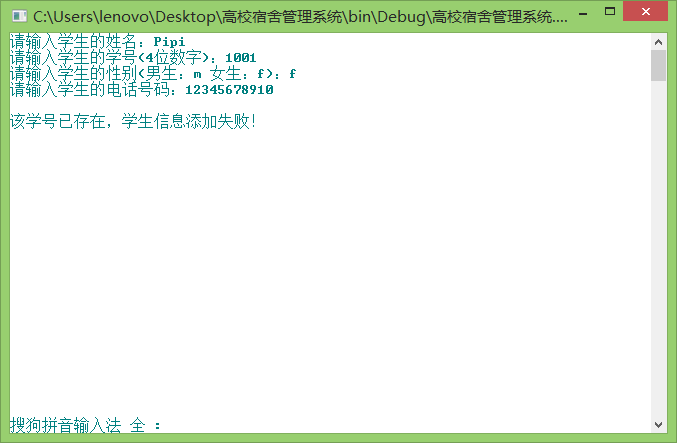 C:\Users\lenovo\Desktop\高校宿舍管理系统\bin\Debug\高校宿舍管理系统....
请输入学生的姓名：Pipi
请输入学生的学号(4位数字)：1001
请输入学生的性别(男生：m 女生：f)：f
请输入学生的电话号码：12345678910
该学号已存在，学生信息添加失败!
搜狗拼音输入法 全 ：